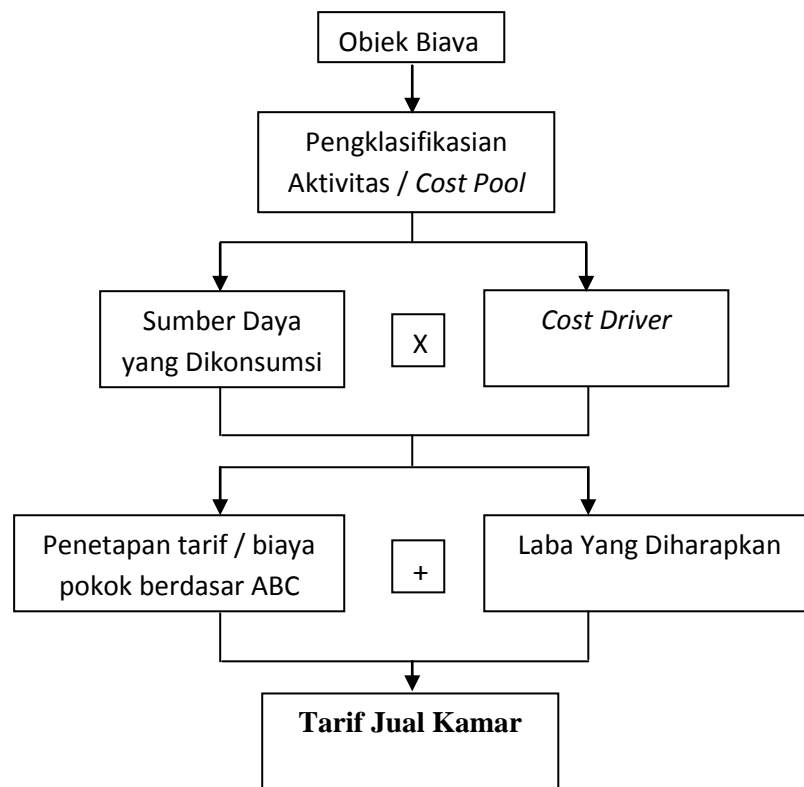 Obiek Biava
Pengklasifikasian
Aktivitas / Cost Pool
Sumber Daya
yang Dikonsumsi
X
Cost Driver
Penetapan tarif / biaya
pokok berdasar ABC
+
Laba Yang Diharapkan
Tarif Jual Kamar